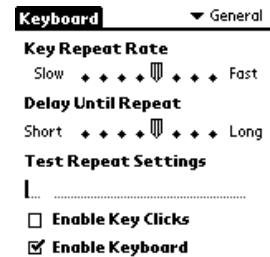 Keyboard General
Key Repeat Rate
Slow Fast
Delay Until Repeat
Short Long
Test Repeat Settings
Enable Key Clicks
Enable Keyboard